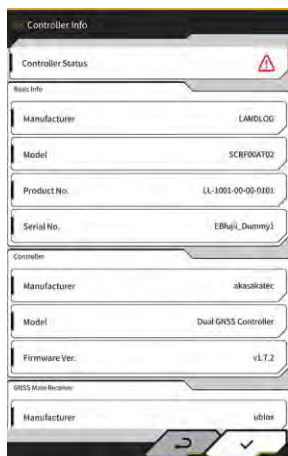 Controller Info
Controller Status
Basic Info
Manufacturer LANDLOG
Model SCRF00AT02
Product No. LL-1001-00-00-0101
Serial No. EBfujii_Dummy1
Controller
Manufacturer akasakatec
Model Dual GNSS Controller
Firmware Ver. v1.7.2
GNSS Main Receiver
Manufacturer ublox